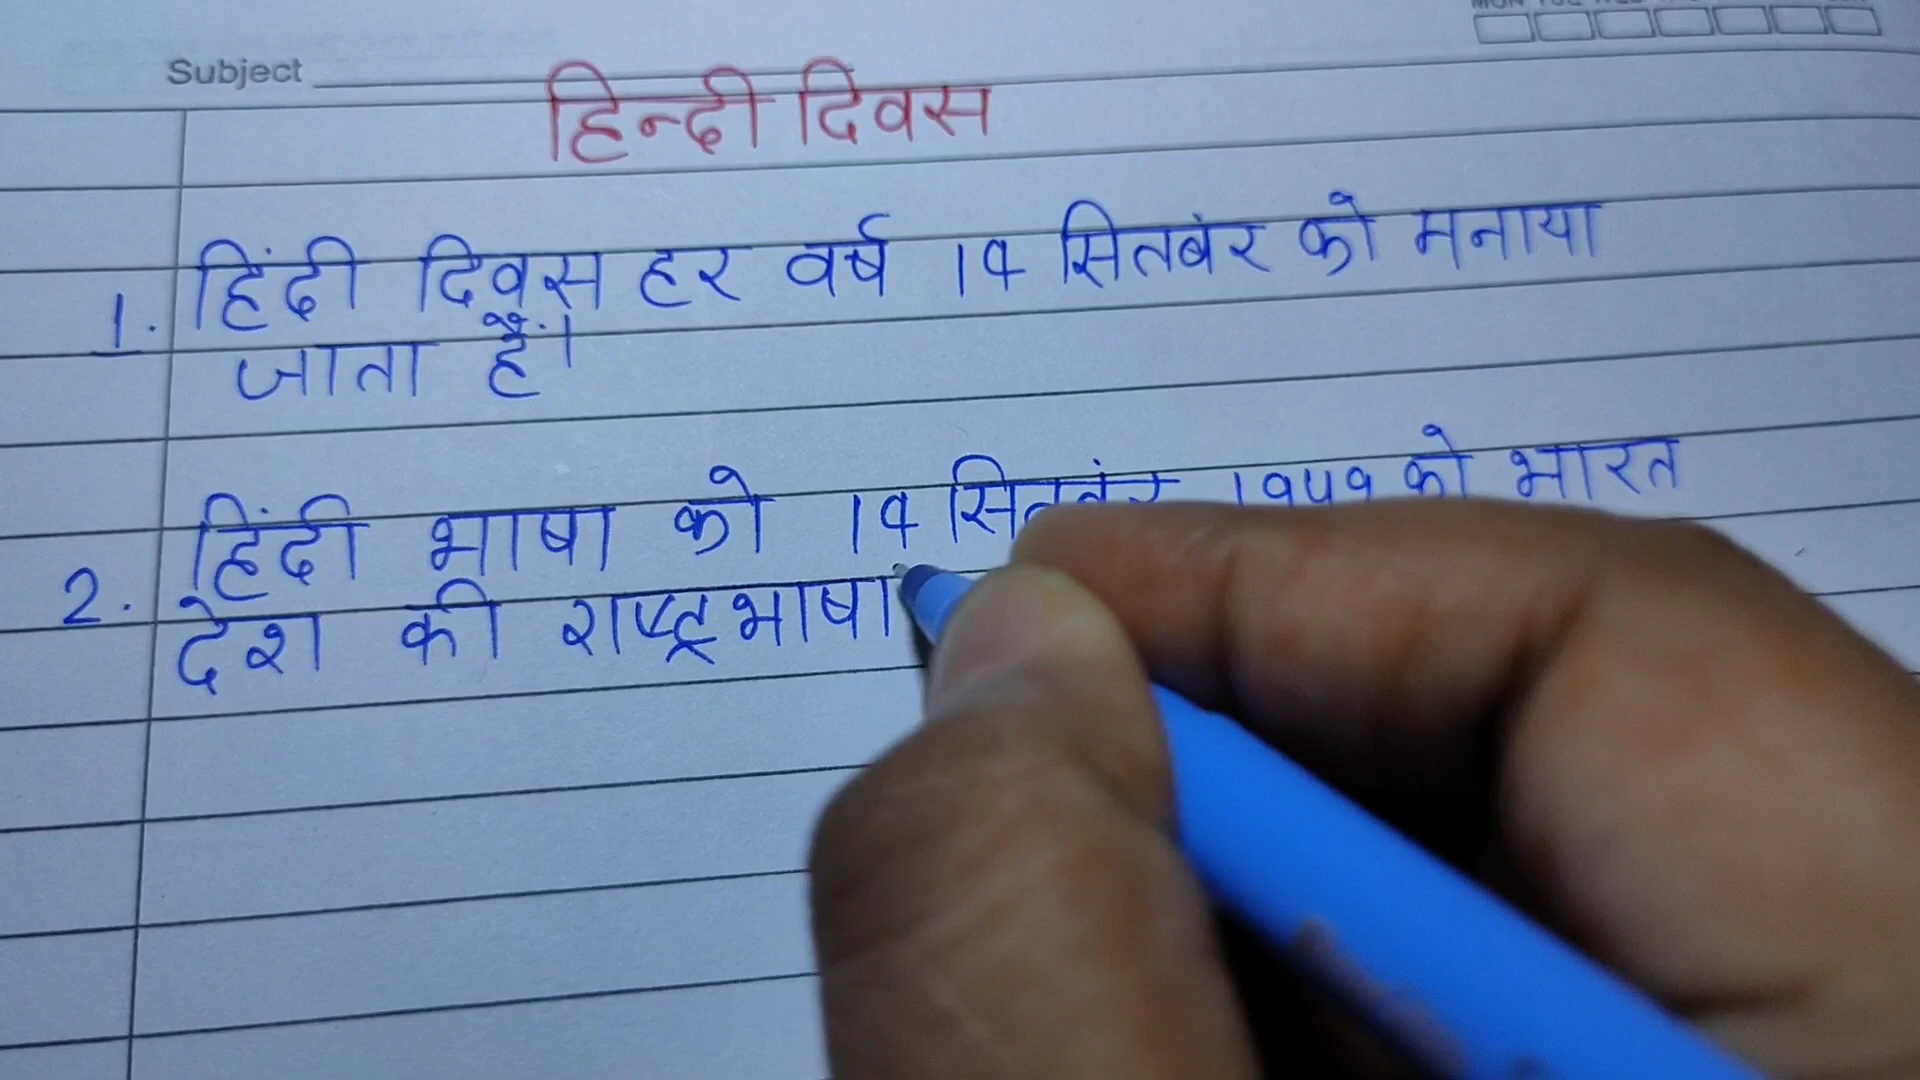 Subject
हिन्दी दिवस
1. हिंदी दिवस हर वर्ष 14 सितबंर को मनाया
जाता हैं।
2. हिंदी भाषा को 14 को भारत
देश की राष्ट्रभाषा